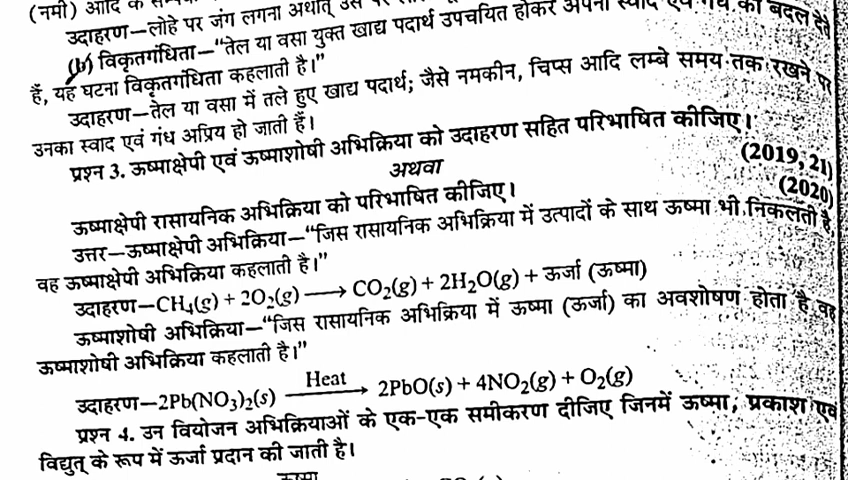 (नमी) आदि के
उदाहरण—लोहे पर जंग लगना अर्थात् उस पर
(b) विकृतगंधिता—“तेल या वसा युक्त खाद्य पदार्थ उपचयित होकर अपना स्वाद एवं गंध को बदल देते
हैं, यह घटना विकृतगंधिता कहलाती है।”
उदाहरण—तेल या वसा में तले हुए खाद्य पदार्थ; जैसे नमकीन, चिप्स आदि लम्बे समय तक रखने पर
उनका स्वाद एवं गंध अप्रिय हो जाती हैं।
प्रश्न 3. ऊष्माक्षेपी एवं ऊष्माशोषी अभिक्रिया को उदाहरण सहित परिभाषित कीजिए।
(2019, 21)
अथवा
(2020)
ऊष्माक्षेपी रासायनिक अभिक्रिया को परिभाषित कीजिए।
उत्तर—ऊष्माक्षेपी अभिक्रिया—“जिस रासायनिक अभिक्रिया में उत्पादों के साथ ऊष्मा भी निकलती है,
वह ऊष्माक्षेपी अभिक्रिया कहलाती है।”
उदाहरण—CH₄(g) + 2O₂(g) ⟶ CO₂(g) + 2H₂O(g) + ऊर्जा (ऊष्मा)
ऊष्माशोषी अभिक्रिया—“जिस रासायनिक अभिक्रिया में ऊष्मा (ऊर्जा) का अवशोषण होता है वह
ऊष्माशोषी अभिक्रिया कहलाती है।”
Heat
उदाहरण—2Pb(NO₃)₂(s) ⟶ 2PbO(s) + 4NO₂(g) + O₂(g)
प्रश्न 4. उन वियोजन अभिक्रियाओं के एक-एक समीकरण दीजिए जिनमें ऊष्मा, प्रकाश एवं
विद्युत् के रूप में ऊर्जा प्रदान की जाती है।
ऊष्मा